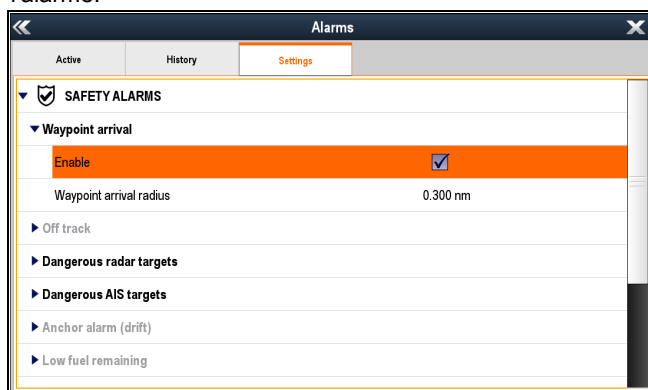 Alarms
Active History Settings
SAFETY ALARMS
Waypoint arrival
Enable
Waypoint arrival radius 0.300 nm
Off track
Dangerous radar targets
Dangerous AIS targets
Anchor alarm (drift)
Low fuel remaining